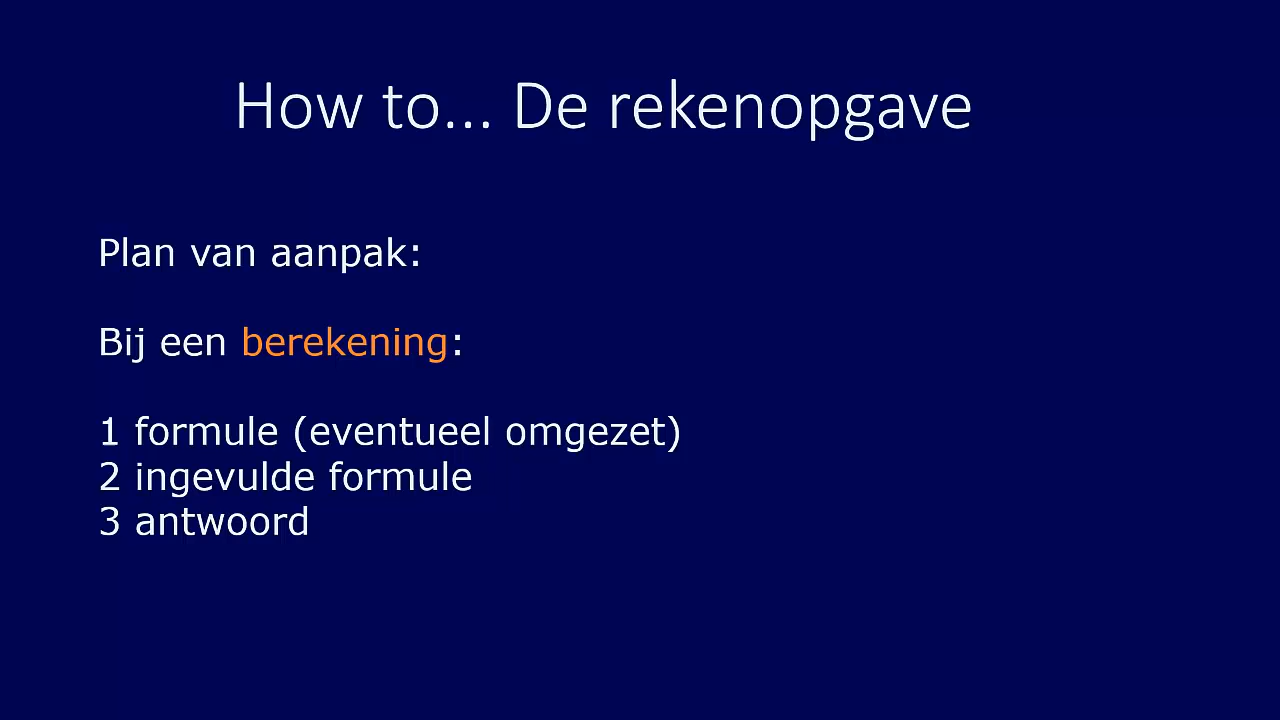 How to... De rekenopgave
Plan van aanpak:
Bij een berekening:
1 formule (eventueel omgezet)
2 ingevulde formule
3 antwoord